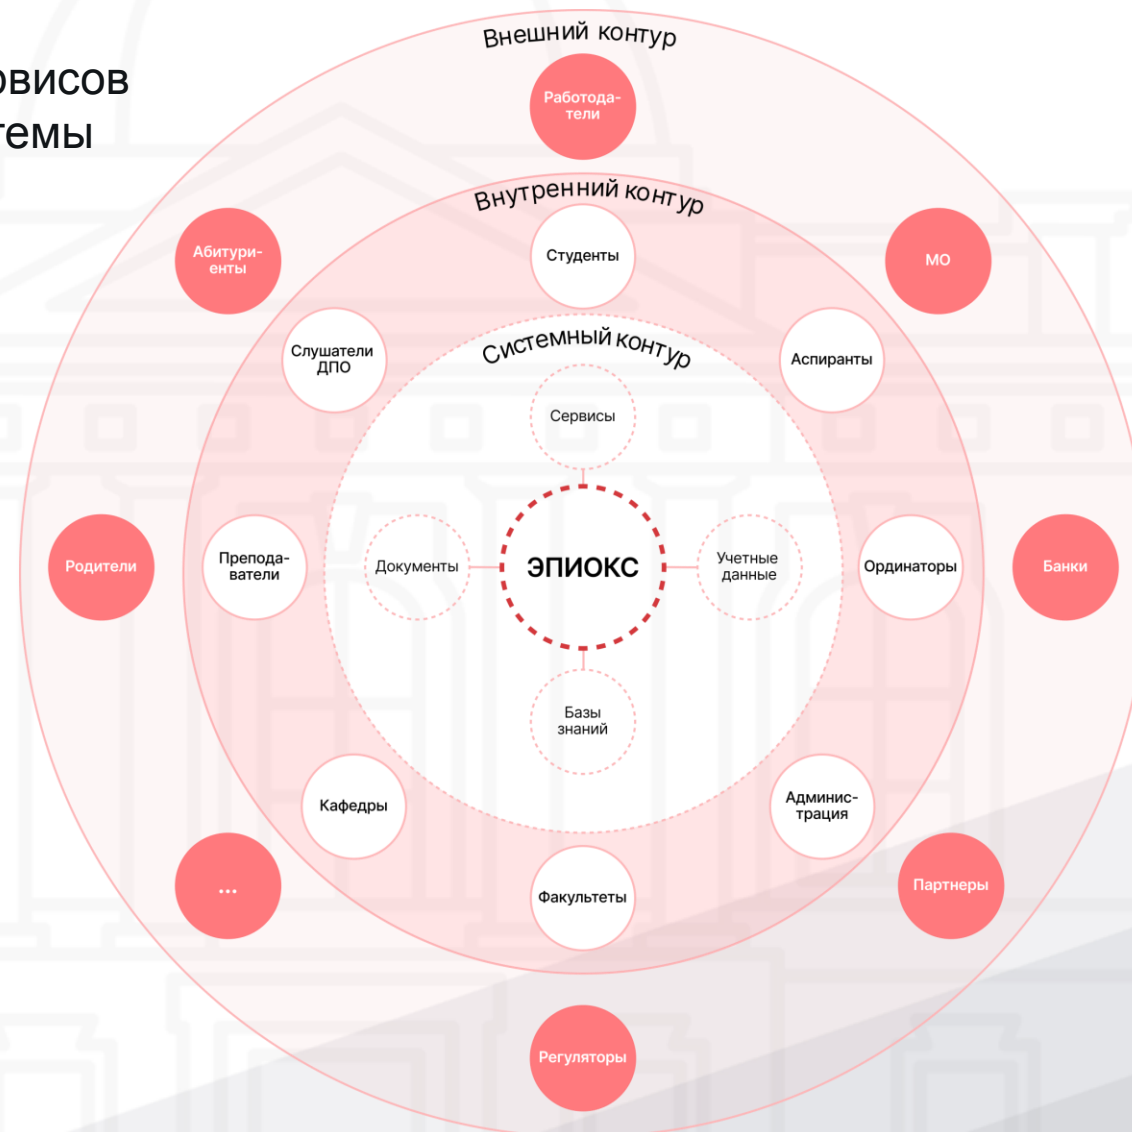 Внешний контур
рвисов
темы
Работода-
тели
Внутренний контур
Абитури-
енты
Студенты
МО
Системный контур
Слушатели
ДПО
Аспиранты
Сервисы
Родители
Препода-
ватели
Документы
ЭПИОКС
Учетные
данные
Ординаторы
Банки
Базы
знаний
Кафедры
Админис-
трация
...
Факультеты
Партнеры
Регуляторы